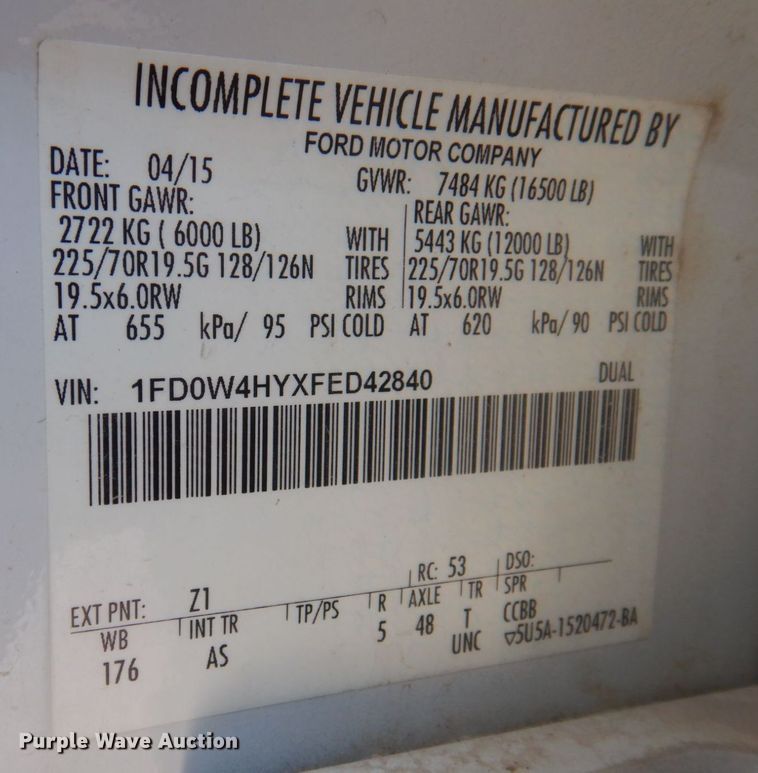 INCOMPLETE VEHICLE MANUFACTURED BY
FORD MOTOR COMPANY
DATE: 04/15 GVWR: 7484 KG (16500 LB)
FRONT GAWR: REAR GAWR:
2722 KG ( 6000 LB) WITH 5443 KG (12000 LB) WITH
225/70R19.5G 128/126N TIRES 225/70R19.5G 128/126N TIRES
19.5x6.0RW RIMS 19.5x6.0RW RIMS
AT 655 kPa/ 95 PSI COLD AT 620 kPa/ 90 PSI COLD
VIN: 1FD0W4HYXFED42840 DUAL
EXT PNT: Z1 RC: 53 DSO:
WB INT TR TP/PS R AXLE TR SPR
176 AS 5 48 T CCBB
UNC ▽5U5A-1520472-BA
Purple Wave Auction